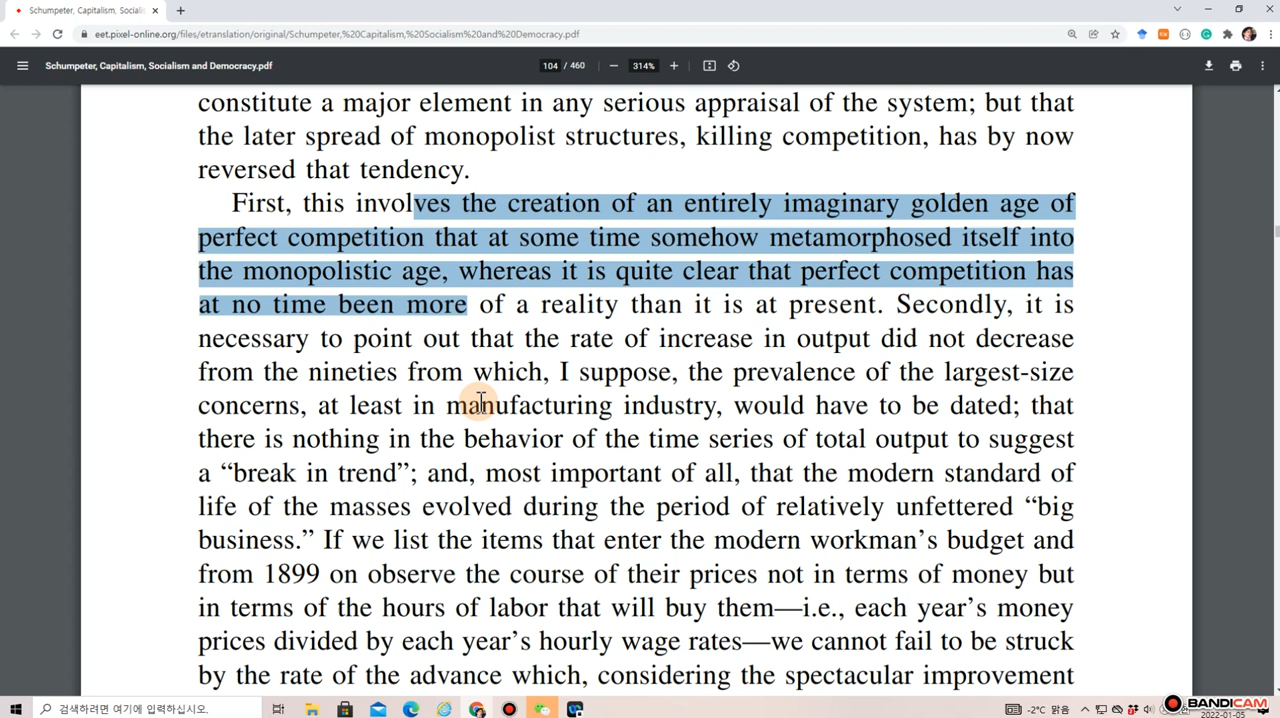 Schumpeter, Capitalism, Sociali
eet.pixel-online.org/files/etranslation/original/Schumpeter,%20Capitalism,%20Socialism%20and%20Democracy.pdf
Schumpeter, Capitalism, Socialism and Democracy.pdf
104 / 460
314%
constitute a major element in any serious appraisal of the system; but that
the later spread of monopolist structures, killing competition, has by now
reversed that tendency.
First, this involves the creation of an entirely imaginary golden age of
perfect competition that at some time somehow metamorphosed itself into
the monopolistic age, whereas it is quite clear that perfect competition has
at no time been more of a reality than it is at present. Secondly, it is
necessary to point out that the rate of increase in output did not decrease
from the nineties from which, I suppose, the prevalence of the largest-size
concerns, at least in manufacturing industry, would have to be dated; that
there is nothing in the behavior of the time series of total output to suggest
a “break in trend”; and, most important of all, that the modern standard of
life of the masses evolved during the period of relatively unfettered “big
business.” If we list the items that enter the modern workman’s budget and
from 1899 on observe the course of their prices not in terms of money but
in terms of the hours of labor that will buy them—i.e., each year’s money
prices divided by each year’s hourly wage rates—we cannot fail to be struck
by the rate of the advance which, considering the spectacular improvement
검색하려면 여기에 입력하십시오.
-2°C 맑음
BANDICAM
2022-01-05